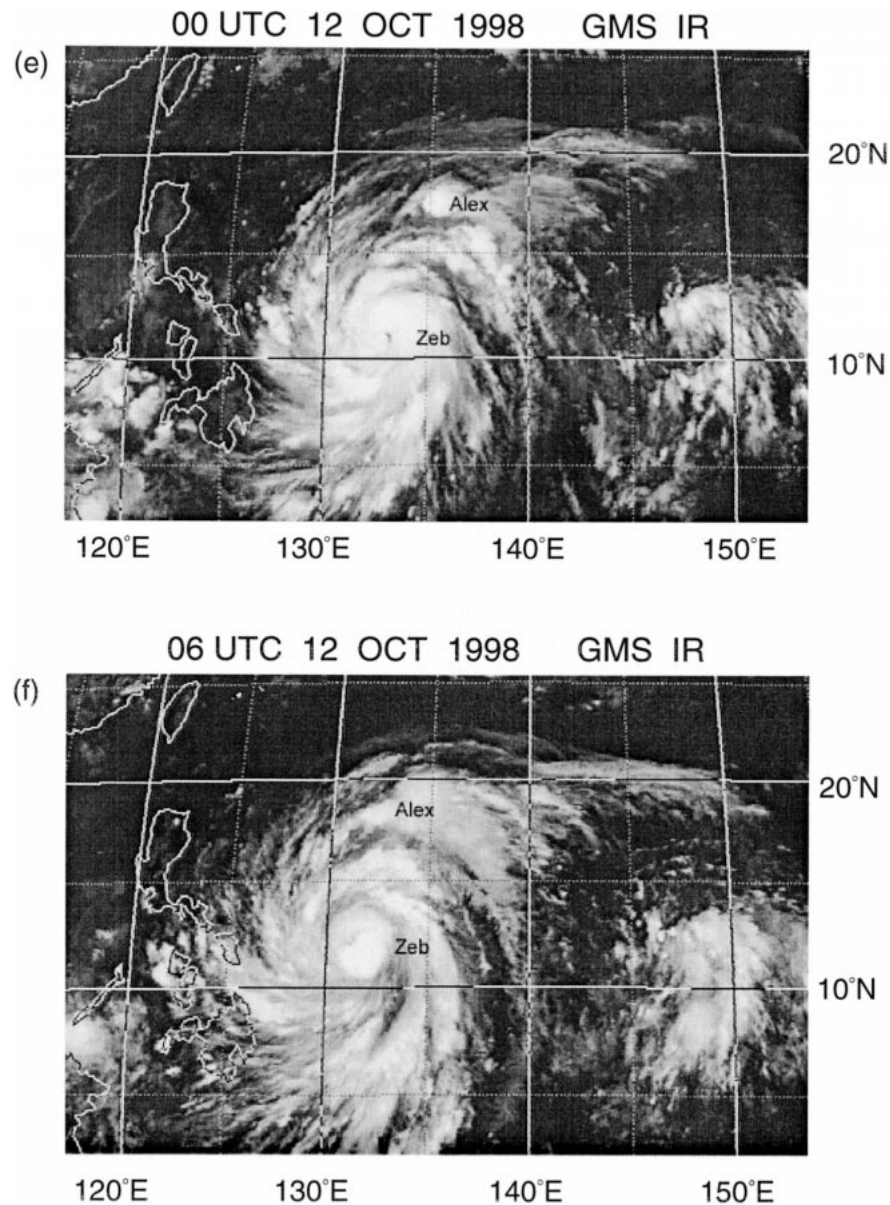 00 UTC 12 OCT 1998 GMS IR
(e)
20°N
Alex
Zeb
10°N
120°E 130°E 140°E 150°E
06 UTC 12 OCT 1998 GMS IR
(f)
20°N
Alex
Zeb
10°N
120°E 130°E 140°E 150°E